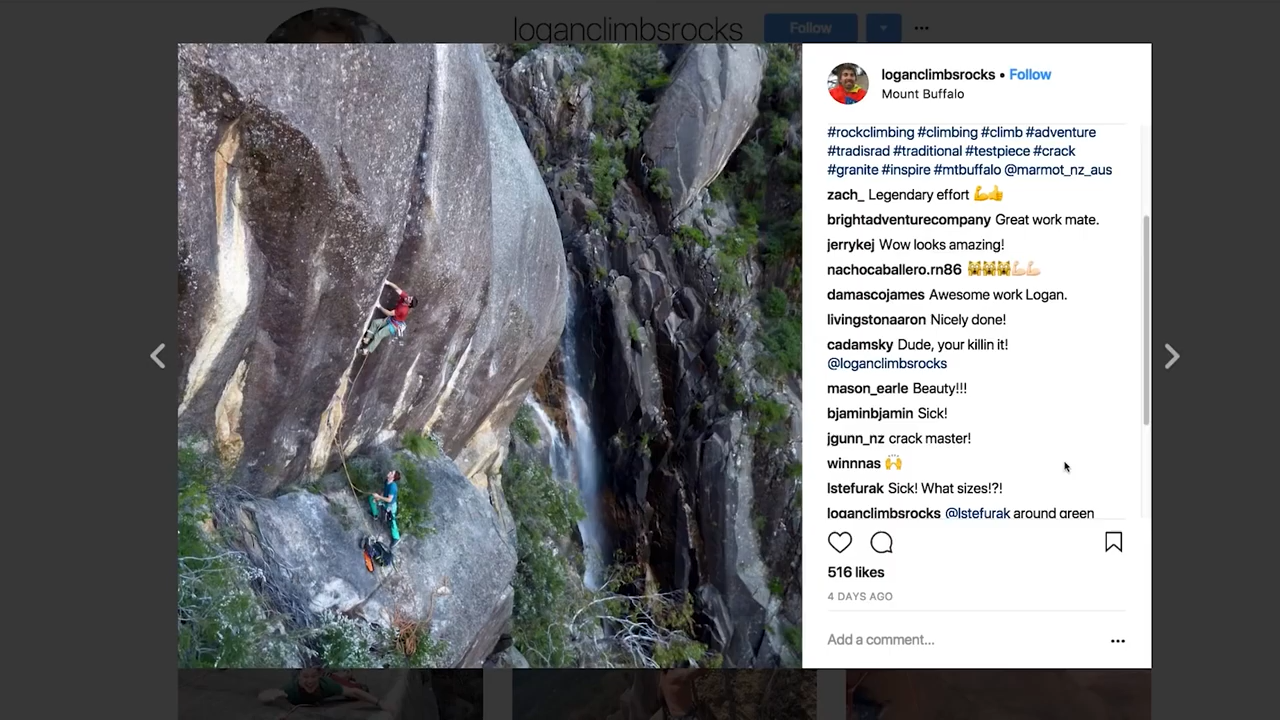 loganclimbsrocks Follow
loganclimbsrocks • Follow
Mount Buffalo
#rockclimbing #climbing #climb #adventure
#tradisrad #traditional #testpiece #crack
#granite #inspire #mtbuffalo @marmot_nz_aus
zach_ Legendary effort 💪👍
brightadventurecompany Great work mate.
jerrykej Wow looks amazing!
nachocaballero.rn86 🙀🙀🙀💪🏻💪🏻
damascojames Awesome work Logan.
livingstonaaron Nicely done!
cadamsky Dude, your killin it!
@loganclimbsrocks
mason_earle Beauty!!!
bjaminbjamin Sick!
jgunn_nz crack master!
winnnas 🙌
lstefurak Sick! What sizes!?!
loganclimbsrocks @lstefurak around green
516 likes
4 DAYS AGO
Add a comment...